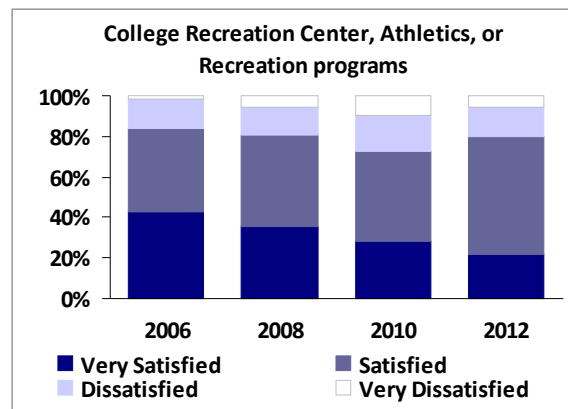 College Recreation Center, Athletics, or
Recreation programs
100%
80%
60%
40%
20%
0%
2006 2008 2010 2012
Very Satisfied Satisfied
Dissatisfied Very Dissatisfied